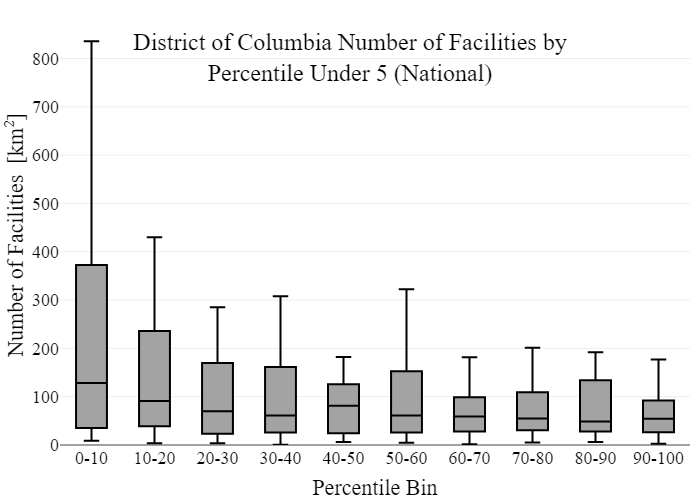 District of Columbia Number of Facilities by
Percentile Under 5 (National)
Number of Facilities [km²]
800
700
600
500
400
300
200
100
0
0-10 10-20 20-30 30-40 40-50 50-60 60-70 70-80 80-90 90-100
Percentile Bin